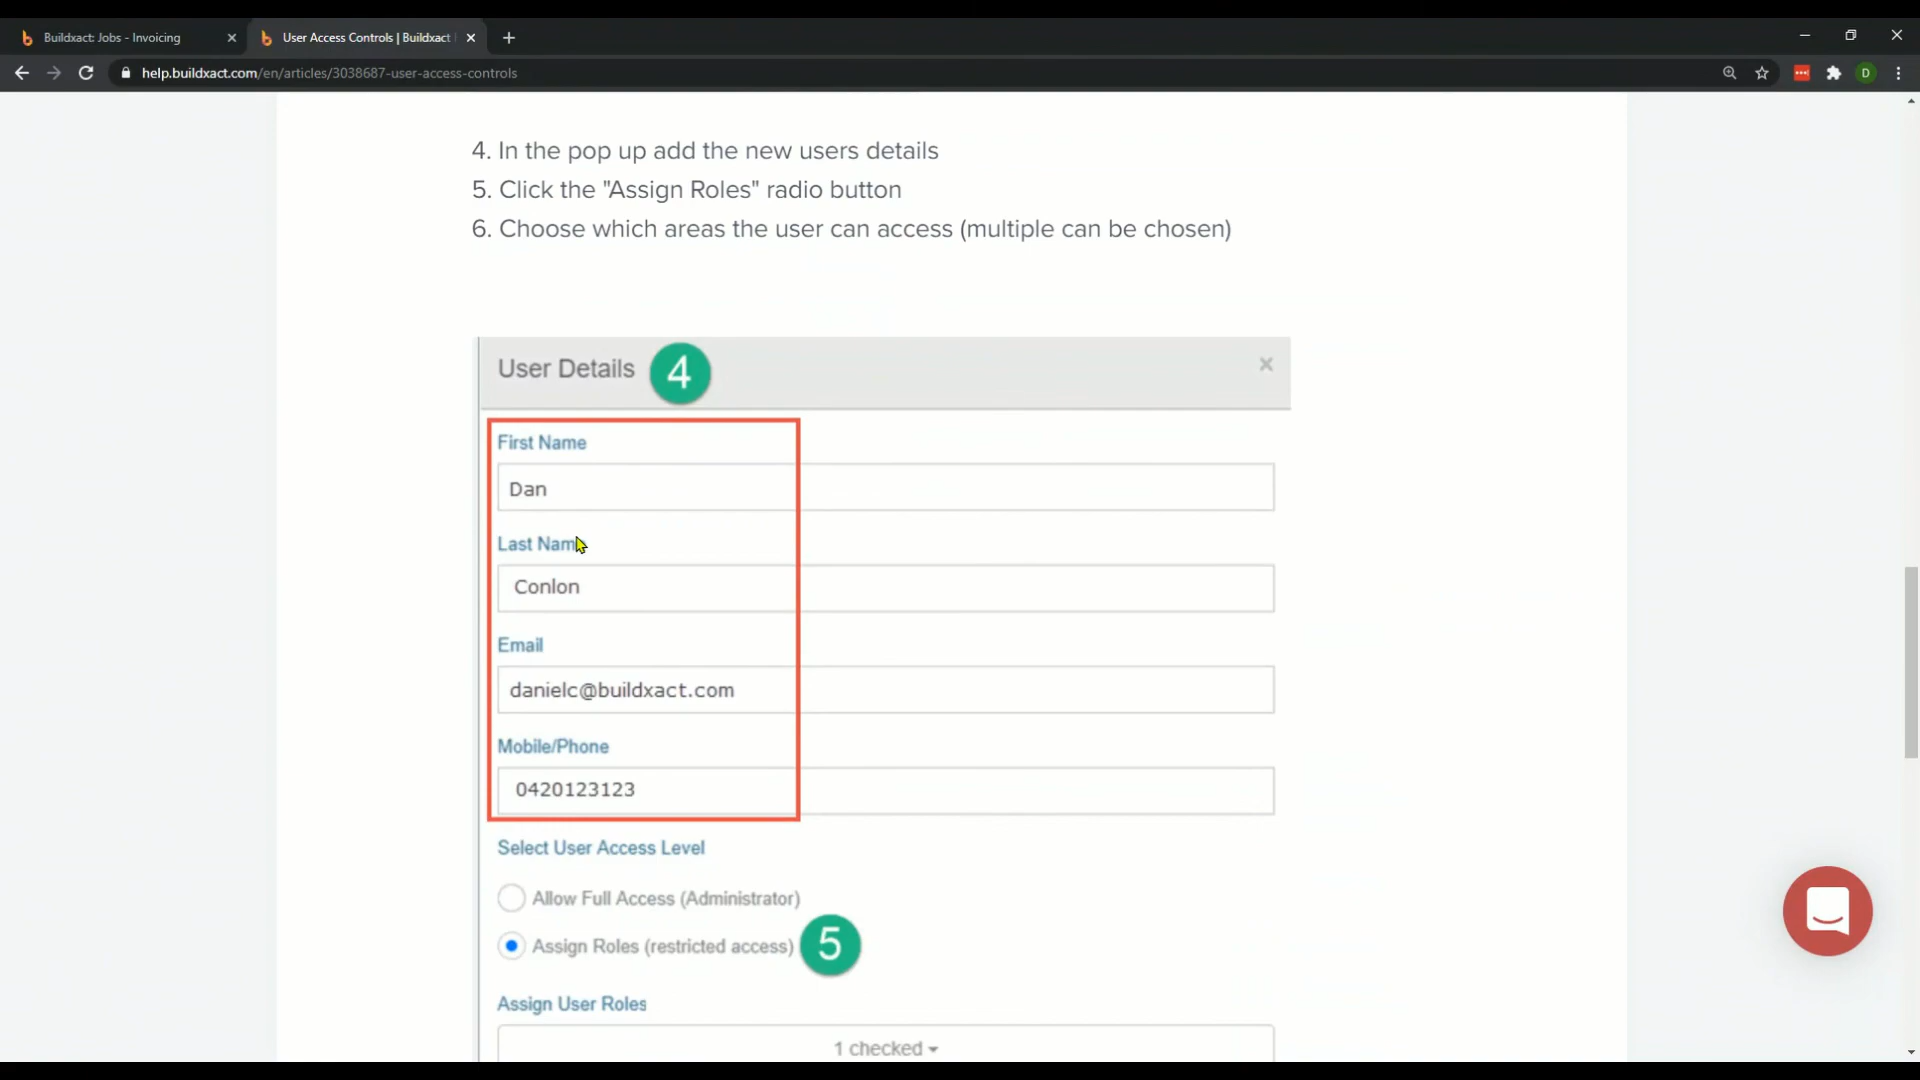 Buildxact: Jobs - Invoicing
User Access Controls | Buildxact
help.buildxact.com/en/articles/3038687-user-access-controls
D
4. In the pop up add the new users details
5. Click the "Assign Roles" radio button
6. Choose which areas the user can access (multiple can be chosen)
User Details 4
First Name
Dan
Last Name
Conlon
Email
danielc@buildxact.com
Mobile/Phone
0420123123
Select User Access Level
Allow Full Access (Administrator)
Assign Roles (restricted access) 5
Assign User Roles
1 checked